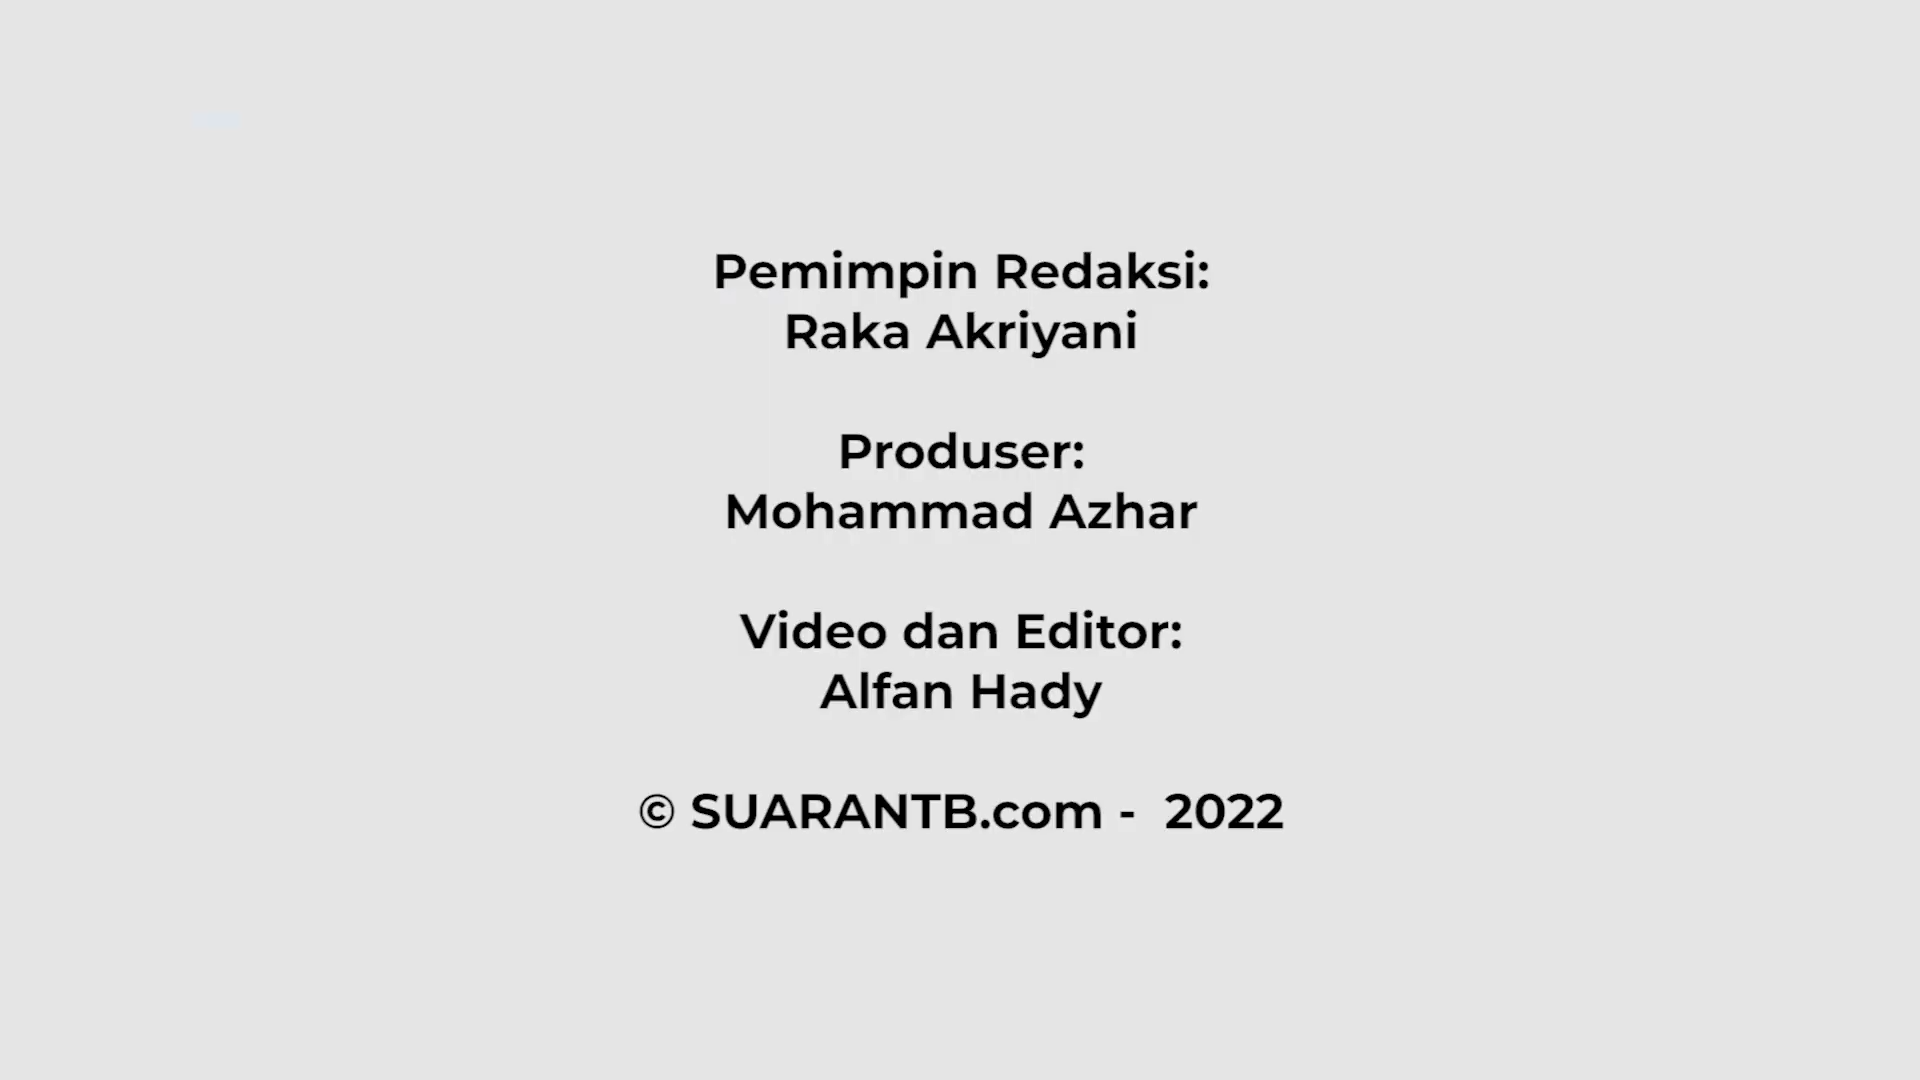 Pemimpin Redaksi:
Raka Akriyani
Produser:
Mohammad Azhar
Video dan Editor:
Alfan Hady
© SUARANTB.com -  2022